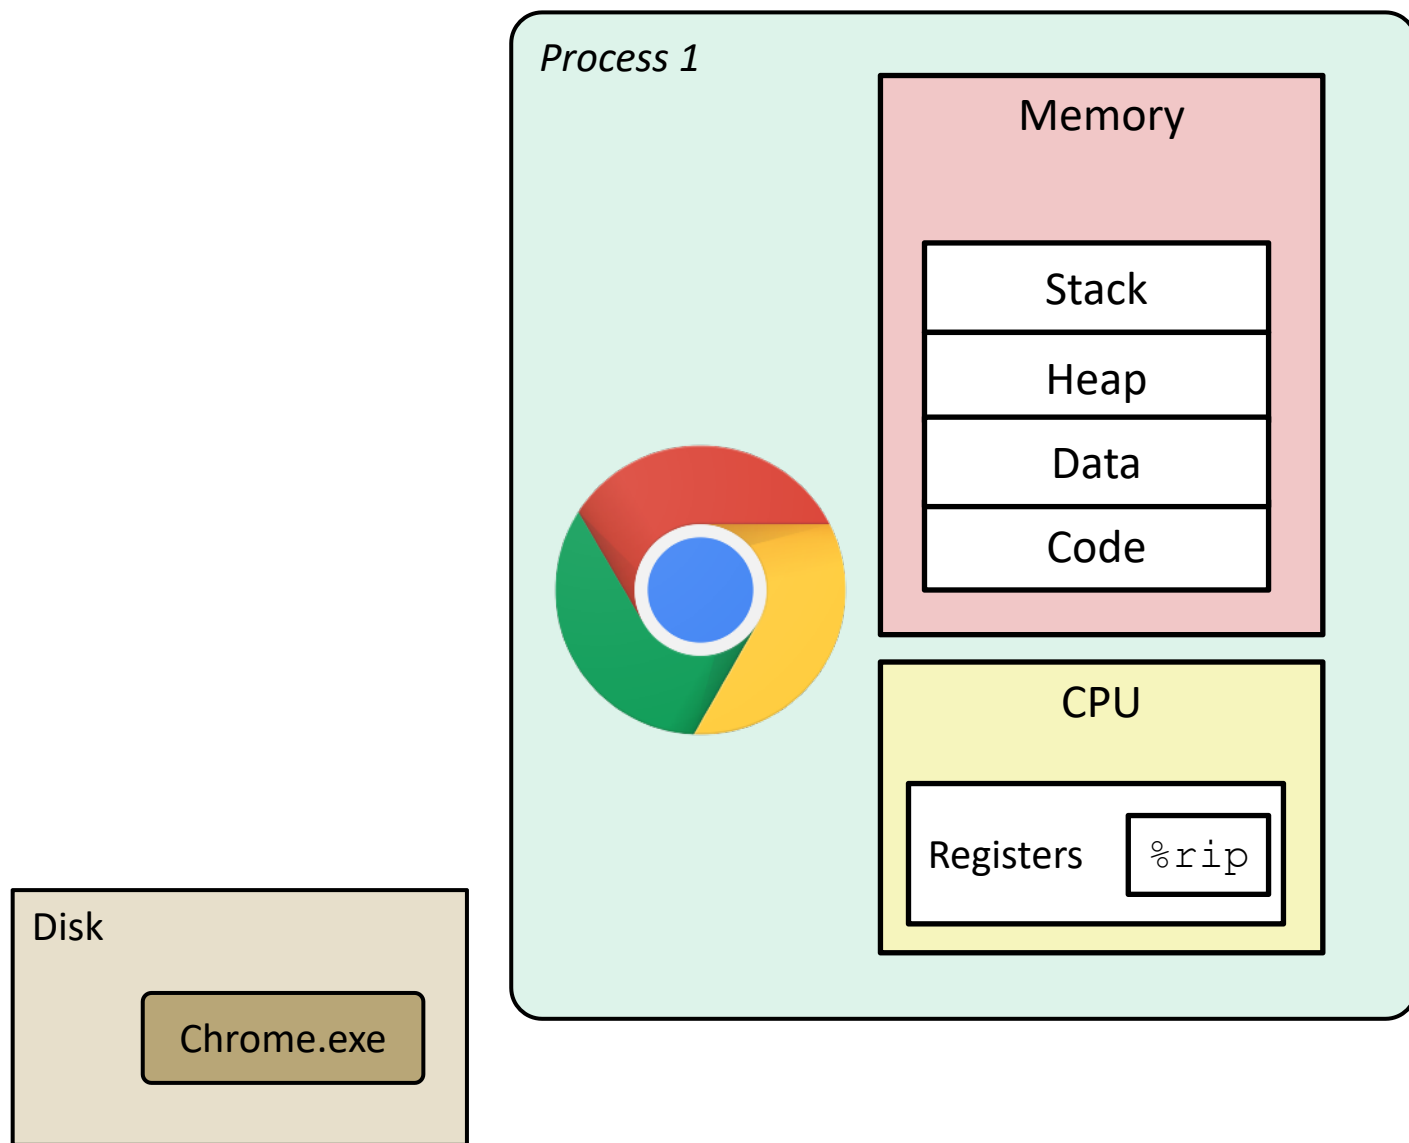 Process 1
Memory
Stack
Heap
Data
Code
CPU
Registers %rip
Disk
Chrome.exe